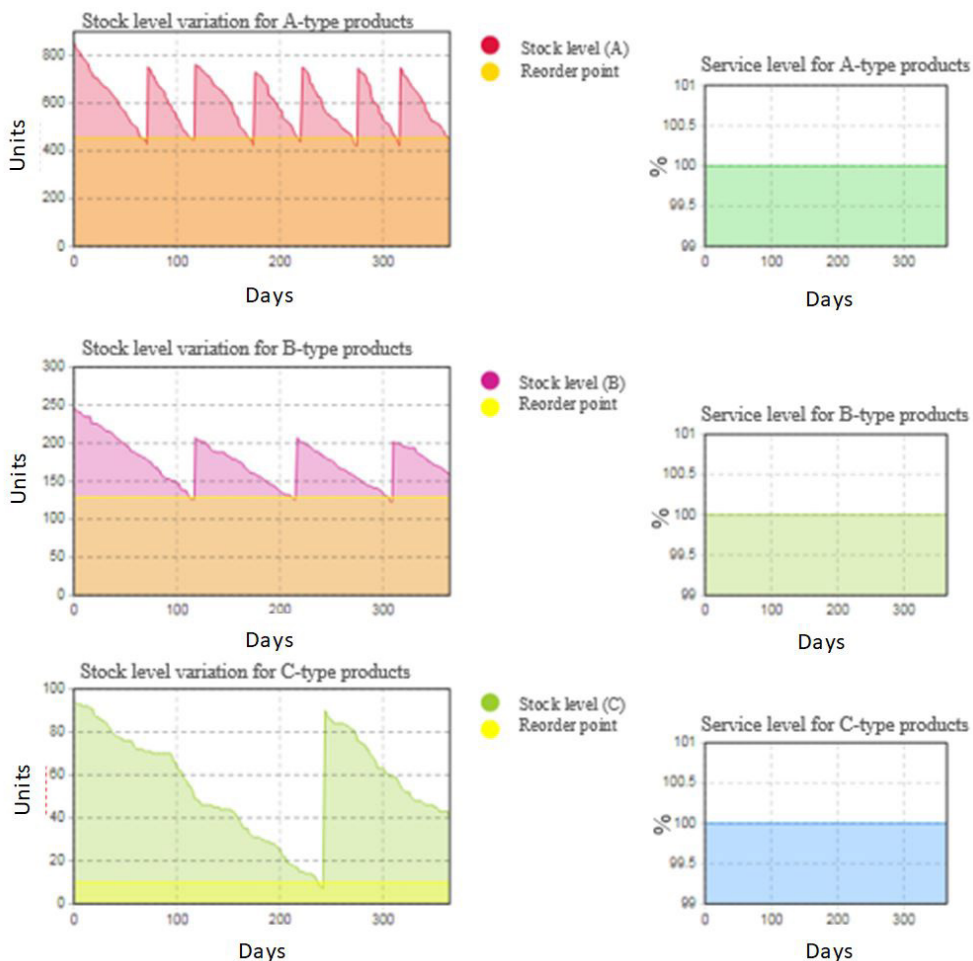 Stock level variation for A-type products
800
600
400
200
0
Units
0 100 200 300
Days
Stock level (A)
Reorder point
Service level for A-type products
101
100.5
100
99.5
99
%
0 100 200 300
Days
Stock level variation for B-type products
300
250
200
150
100
50
0
Units
0 100 200 300
Days
Stock level (B)
Reorder point
Service level for B-type products
101
100.5
100
99.5
99
%
0 100 200 300
Days
Stock level variation for C-type products
100
80
60
40
20
0
Units
0 100 200 300
Days
Stock level (C)
Reorder point
Service level for C-type products
101
100.5
100
99.5
99
%
0 100 200 300
Days